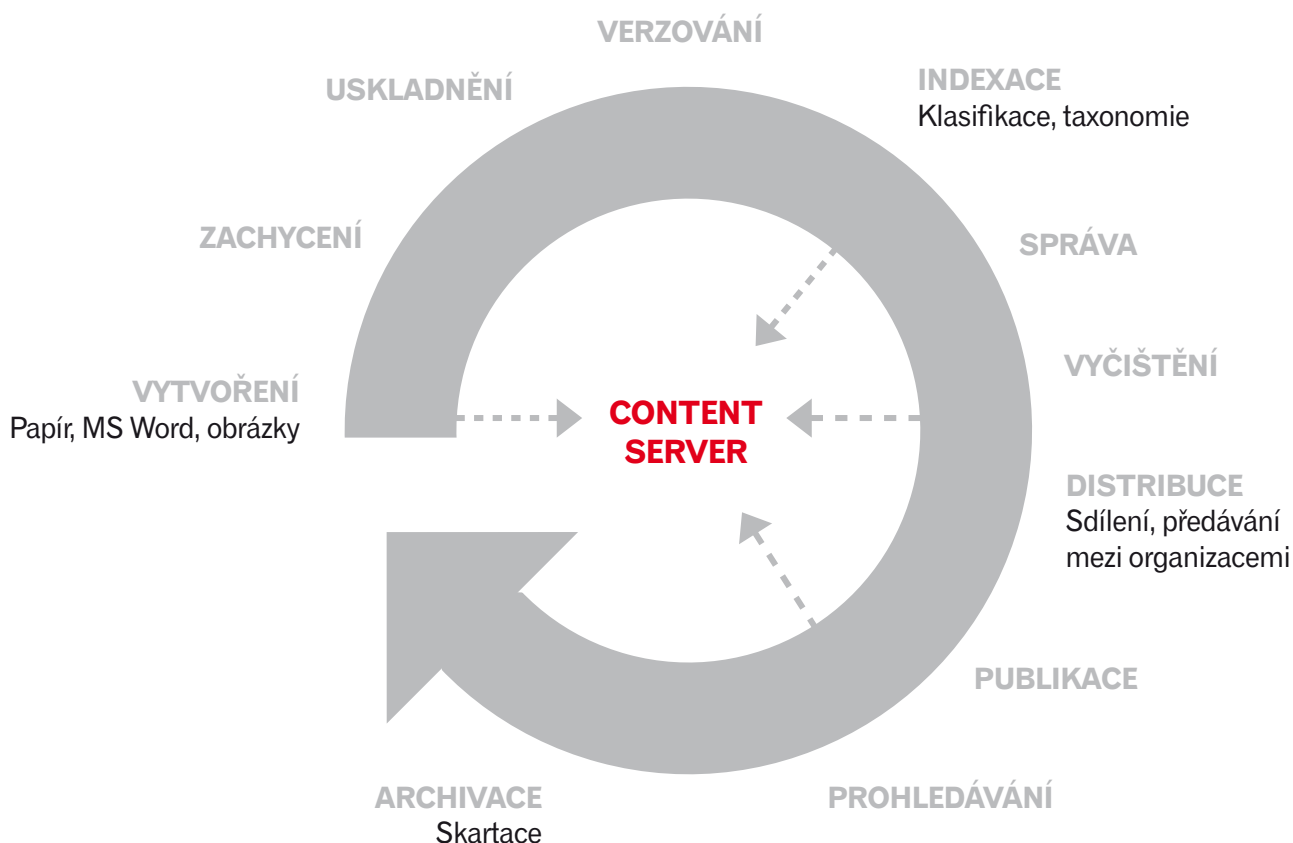 VERZOVÁNÍ
USKLADNĚNÍ
INDEXACE
Klasifikace, taxonomie
ZACHYCENÍ
SPRÁVA
VYČIŠTĚNÍ
VYTVOŘENÍ
Papír, MS Word, obrázky
CONTENT
SERVER
DISTRIBUCE
Sdílení, předávání
mezi organizacemi
PUBLIKACE
ARCHIVACE
Skartace
PROHLEDÁVÁNÍ